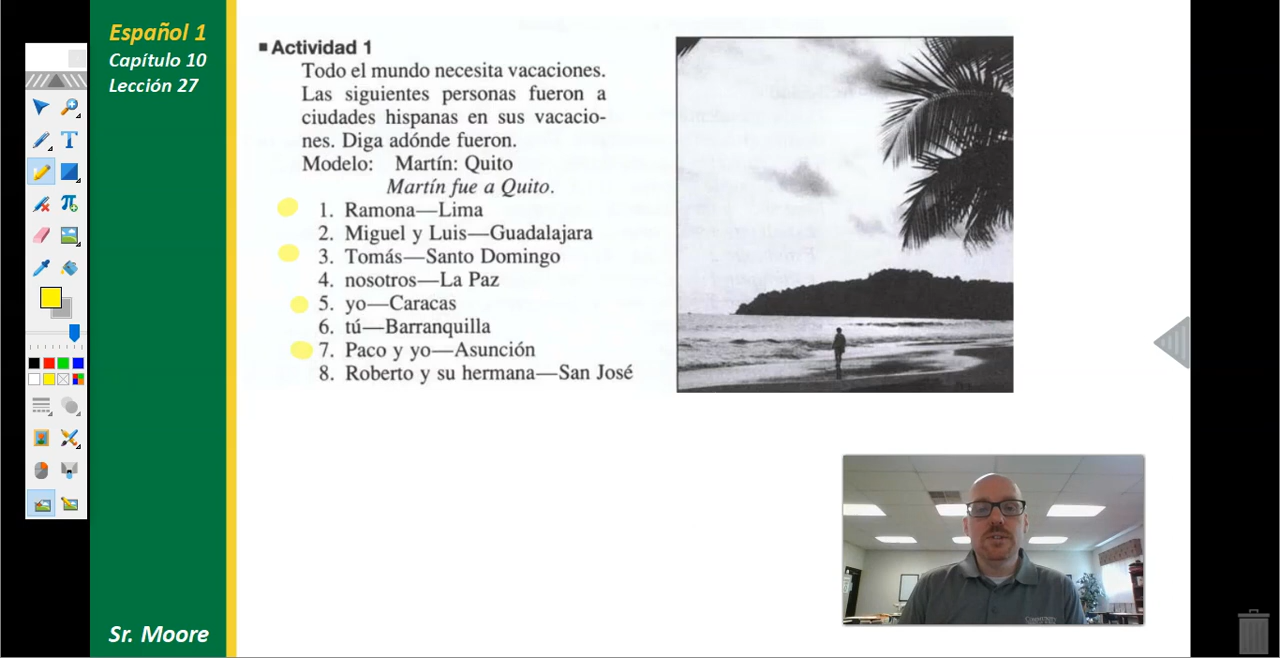 Español 1
Capítulo 10
Lección 27
Actividad 1
Todo el mundo necesita vacaciones.
Las siguientes personas fueron a
ciudades hispanas en sus vacacio-
nes. Diga adónde fueron.
Modelo: Martín: Quito
Martín fue a Quito.
1. Ramona—Lima
2. Miguel y Luis—Guadalajara
3. Tomás—Santo Domingo
4. nosotros—La Paz
5. yo—Caracas
6. tú—Barranquilla
7. Paco y yo—Asunción
8. Roberto y su hermana—San José
Sr. Moore